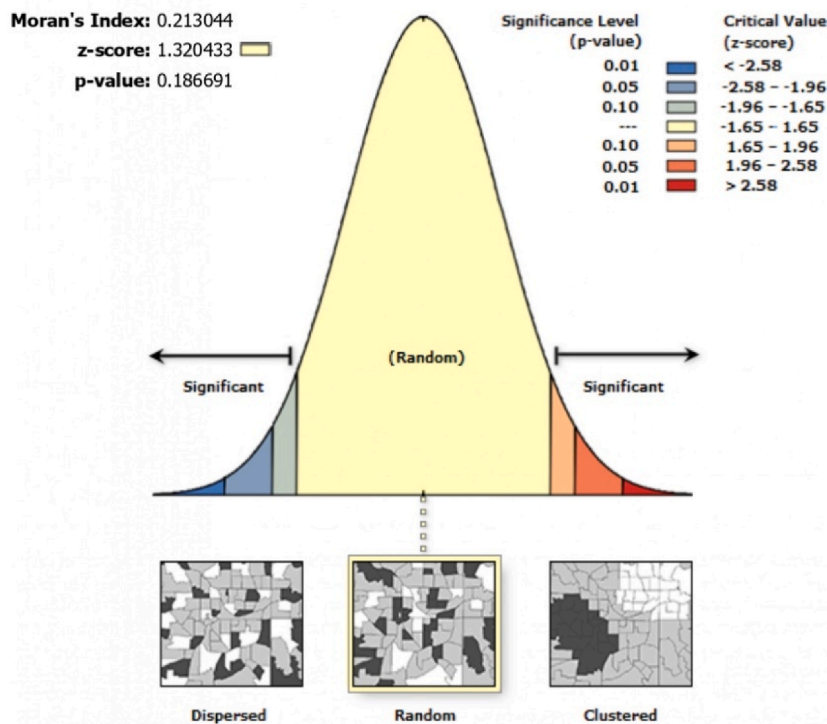 Moran's Index: 0.213044
z-score: 1.320433
p-value: 0.186691
Significance Level
(p-value)
Critical Value
(z-score)
0.01 < -2.58
0.05 -2.58 – -1.96
0.10 -1.96 – -1.65
--- -1.65 – 1.65
0.10 1.65 – 1.96
0.05 1.96 – 2.58
0.01 > 2.58
(Random)
Significant Significant
Dispersed Random Clustered